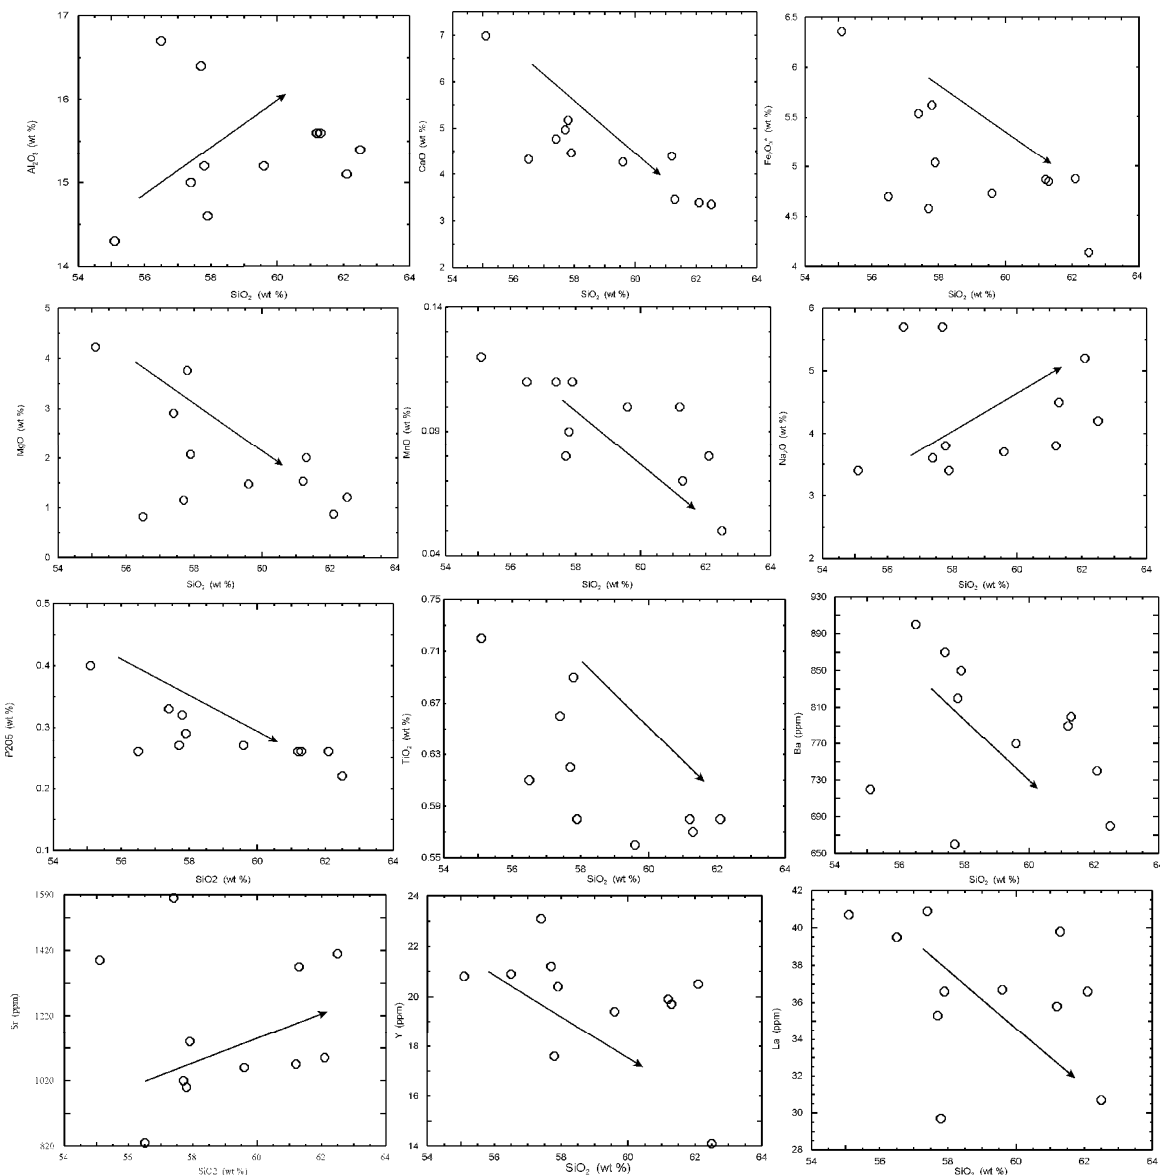 17
16
15
14
54 56 58 60 62 64
Al2O3 (wt %)
SiO2 (wt %)
7
6
5
4
3
2
54 56 58 60 62 64
CaO (wt %)
SiO2 (wt %)
6.5
6
5.5
5
4.5
4
54 56 58 60 62 64
Fe2O3* (wt %)
SiO2 (wt %)
5
4
3
2
1
0
54 56 58 60 62 64
MgO (wt %)
SiO2 (wt %)
0.14
0.09
0.04
54 56 58 60 62 64
MnO (wt %)
SiO2 (wt %)
6
5
4
3
2
54 56 58 60 62 64
Na2O (wt %)
SiO2 (wt %)
0.5
0.4
0.3
0.2
0.1
54 56 58 60 62 64
P2O5 (wt %)
SiO2 (wt %)
0.75
0.71
0.67
0.63
0.59
0.55
54 56 58 60 62 64
TiO2 (wt %)
SiO2 (wt %)
930
890
850
810
770
730
690
650
54 56 58 60 62 64
Ba (ppm)
SiO2 (wt %)
1590
1420
1220
1020
820
54 56 58 60 62 64
Sr (ppm)
SiO2 (wt %)
24
22
20
18
16
14
54 56 58 60 62 64
Y (ppm)
SiO2 (wt %)
42
40
38
36
34
32
30
28
54 56 58 60 62 64
La (ppm)
SiO2 (wt %)